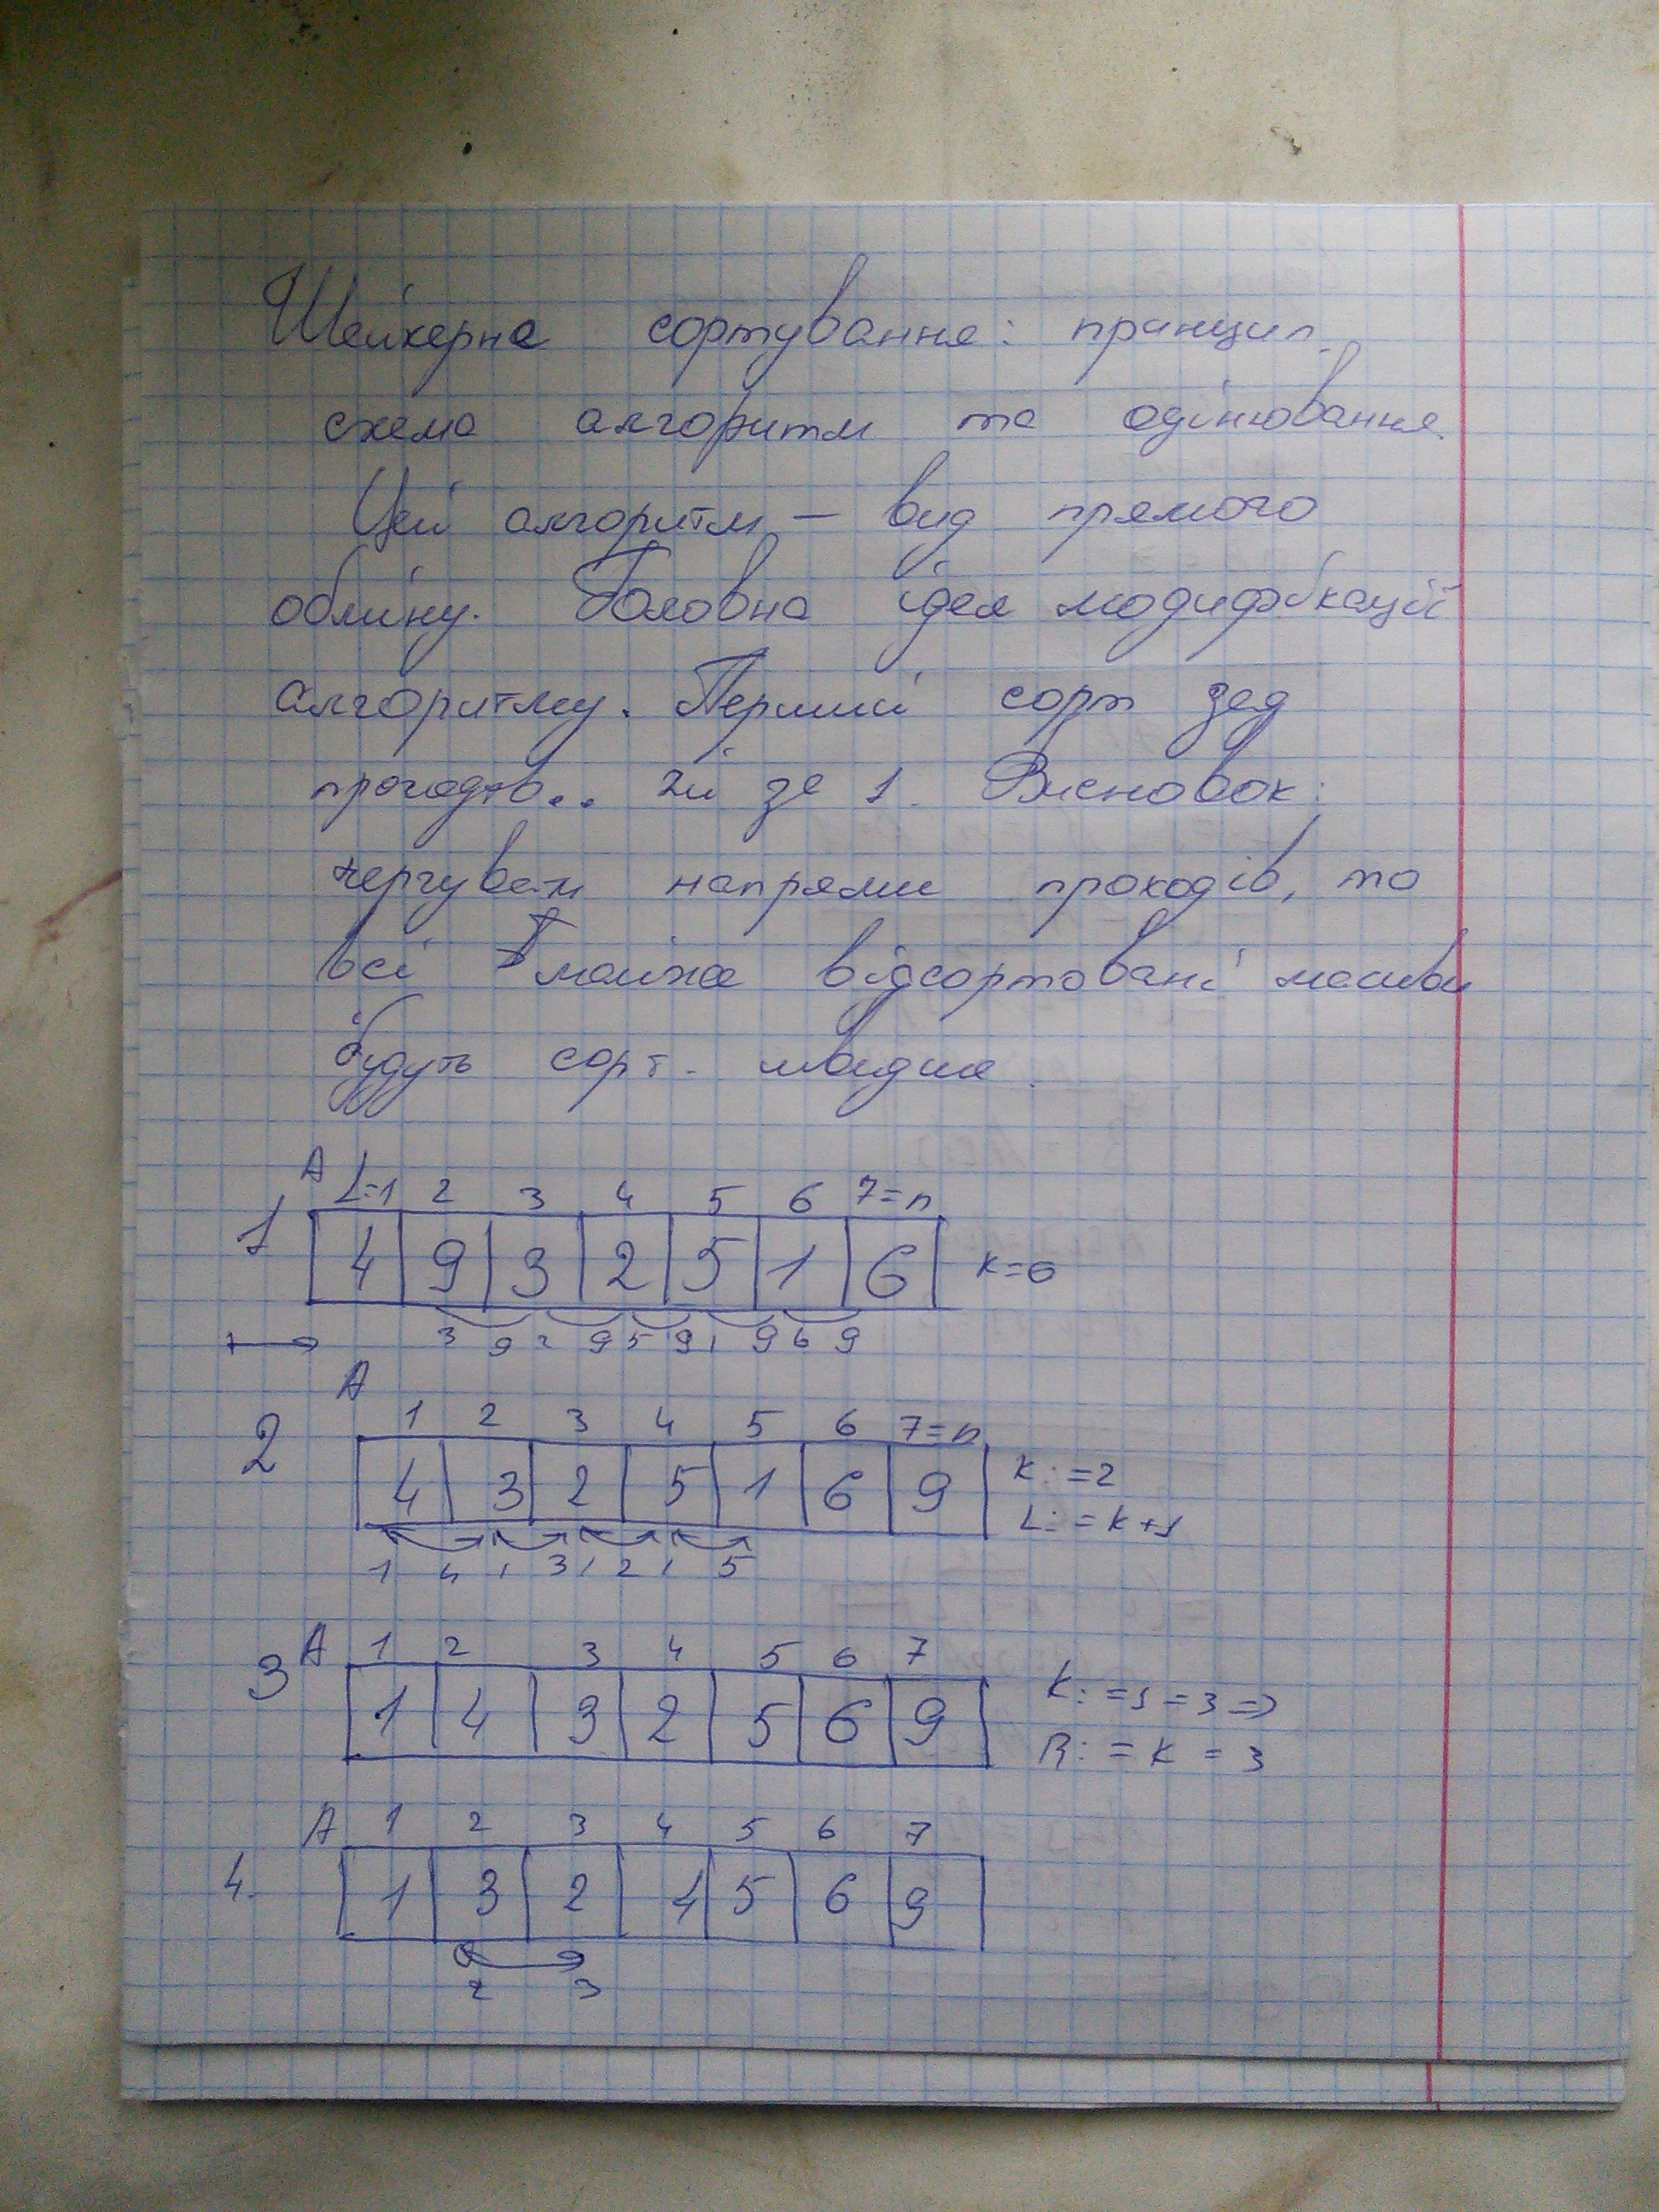 Шейкерна сортування: принцип,
схема алгоритм та оцінювання.
Цей алгоритм — вид прямого
обміну. Головна ідея модифікації
алгоритму. Перший сорт за
проходів.. за 1. Висновок:
чергувати напрями проходів, то
всі майже відсортовані масиви
будуть сорт. швидше.
A L=1 2 3 4 5 6 7=n
1 4 9 3 2 5 1 6 K=0
3 9 2 9 5 9 1 9 6 9
A
1 2 3 4 5 6 7=n
2 4 3 2 5 1 6 9 K:=2
L:=K+1
1 4 1 3 1 2 1 5
A 1 2 3 4 5 6 7
3 1 4 3 2 5 6 9 K:=3=3=>
R:=K=3
A 1 2 3 4 5 6 7
4. 1 3 2 4 5 6 9
2 3